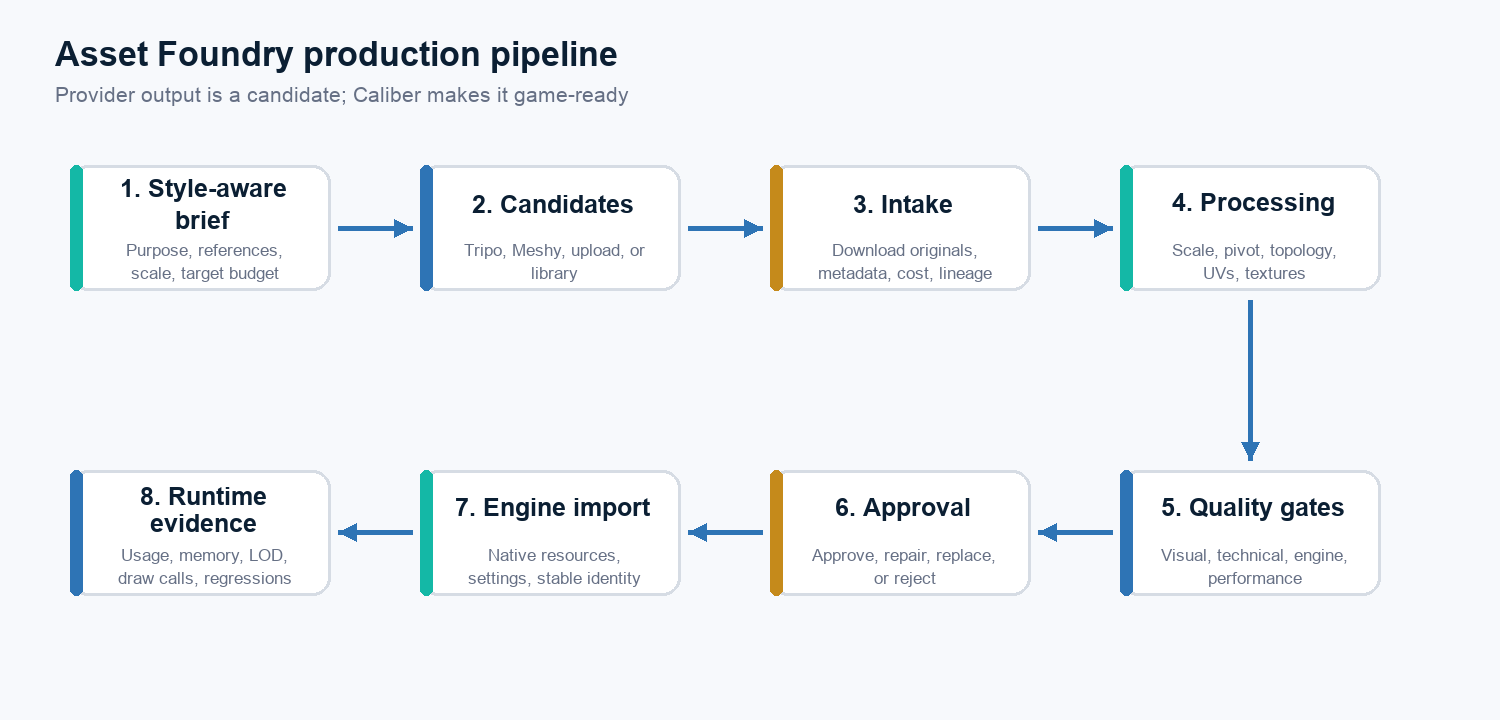 Asset Foundry production pipeline
Provider output is a candidate; Caliber makes it game-ready
1. Style-aware
brief
Purpose, references,
scale, target budget
2. Candidates
Tripo, Meshy, upload, or
library
3. Intake
Download originals,
metadata, cost, lineage
4. Processing
Scale, pivot, topology,
UVs, textures
5. Quality gates
Visual, technical, engine,
performance
6. Approval
Approve, repair, replace,
or reject
7. Engine import
Native resources,
settings, stable identity
8. Runtime
evidence
Usage, memory, LOD,
draw calls, regressions